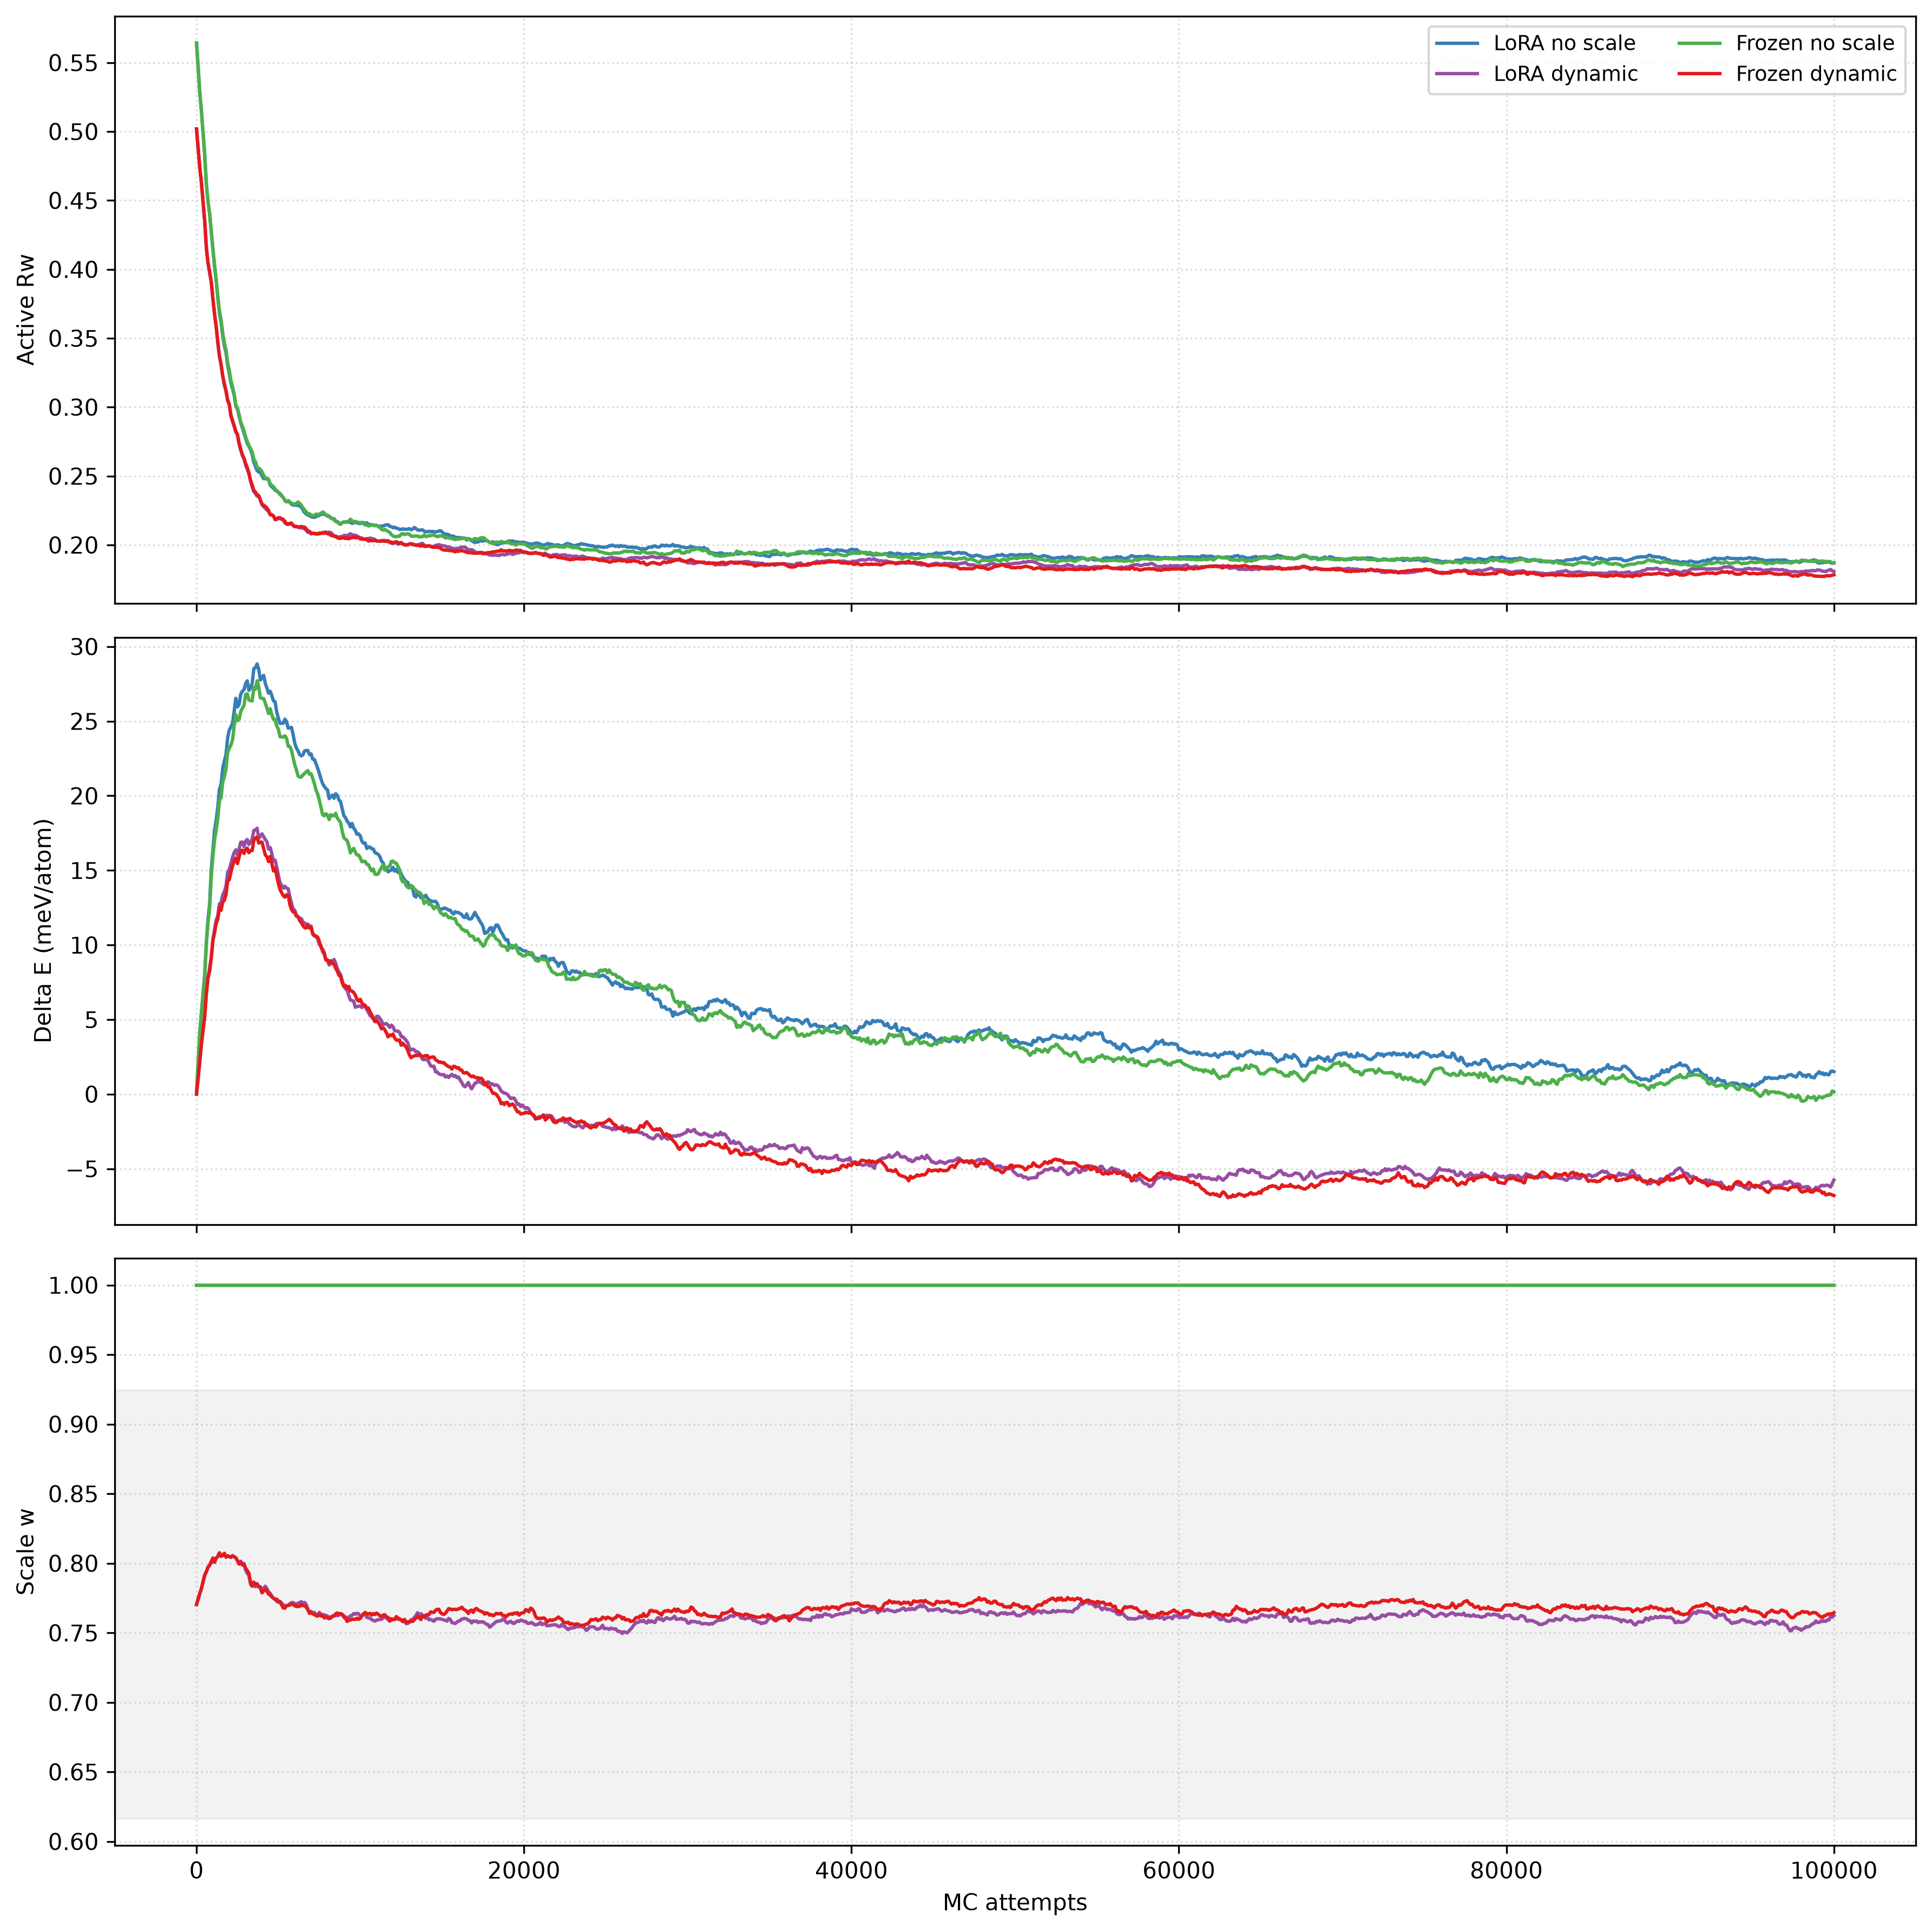 0.55
0.50
0.45
0.40
0.35
0.30
0.25
0.20
Active Rw
LoRA no scale
LoRA dynamic
Frozen no scale
Frozen dynamic
30
25
20
15
10
5
0
−5
Delta E (meV/atom)
1.00
0.95
0.90
0.85
0.80
0.75
0.70
0.65
0.60
Scale w
0 20000 40000 60000 80000 100000
MC attempts